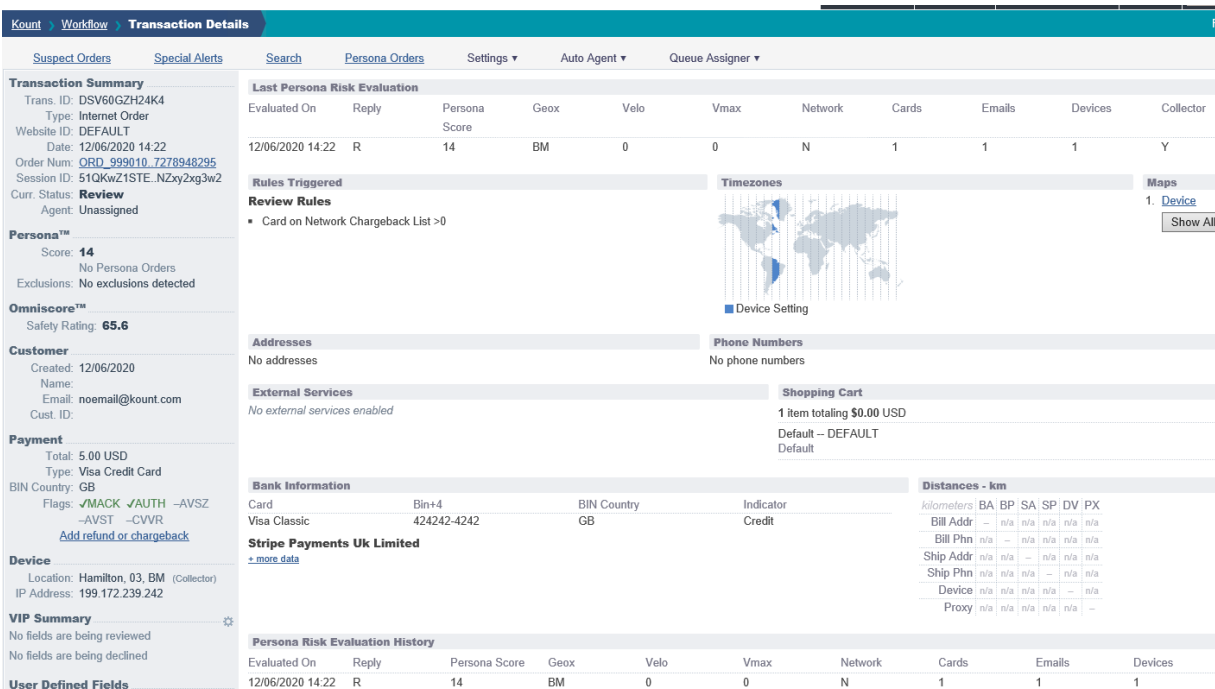 Kount Workflow Transaction Details
Suspect Orders Special Alerts Search Persona Orders Settings ▾ Auto Agent ▾ Queue Assigner ▾
Transaction Summary
Trans. ID: DSV60GZH24K4
Type: Internet Order
Website ID: DEFAULT
Date: 12/06/2020 14:22
Order Num: ORD_999010..7278948295
Session ID: 51QKwZ1STE..NZxy2xg3w2
Curr. Status: Review
Agent: Unassigned
Persona™
Score: 14
No Persona Orders
Exclusions: No exclusions detected
Omniscore™
Safety Rating: 65.6
Customer
Created: 12/06/2020
Name:
Email: noemail@kount.com
Cust. ID:
Payment
Total: 5.00 USD
Type: Visa Credit Card
BIN Country: GB
Flags: ✓MACK ✓AUTH –AVSZ
–AVST –CVVR
Add refund or chargeback
Device
Location: Hamilton, 03, BM (Collector)
IP Address: 199.172.239.242
VIP Summary
No fields are being reviewed
No fields are being declined
User Defined Fields
Last Persona Risk Evaluation
Evaluated On Reply Persona Score Geox Velo Vmax Network Cards Emails Devices Collector
12/06/2020 14:22 R 14 BM 0 0 N 1 1 1 Y
Rules Triggered
Review Rules
▪ Card on Network Chargeback List >0
Timezones
Device Setting
Maps
1. Device
Show All
Addresses
No addresses
Phone Numbers
No phone numbers
External Services
No external services enabled
Shopping Cart
1 item totaling $0.00 USD
Default -- DEFAULT
Default
Bank Information
Card Bin+4 BIN Country Indicator
Visa Classic 424242-4242 GB Credit
Stripe Payments Uk Limited
+ more data
Distances - km
kilometers BA BP SA SP DV PX
Bill Addr – n/a n/a n/a n/a n/a
Bill Phn n/a – n/a n/a n/a n/a
Ship Addr n/a n/a – n/a n/a n/a
Ship Phn n/a n/a n/a – n/a n/a
Device n/a n/a n/a n/a – n/a
Proxy n/a n/a n/a n/a n/a –
Persona Risk Evaluation History
Evaluated On Reply Persona Score Geox Velo Vmax Network Cards Emails Devices
12/06/2020 14:22 R 14 BM 0 0 N 1 1 1